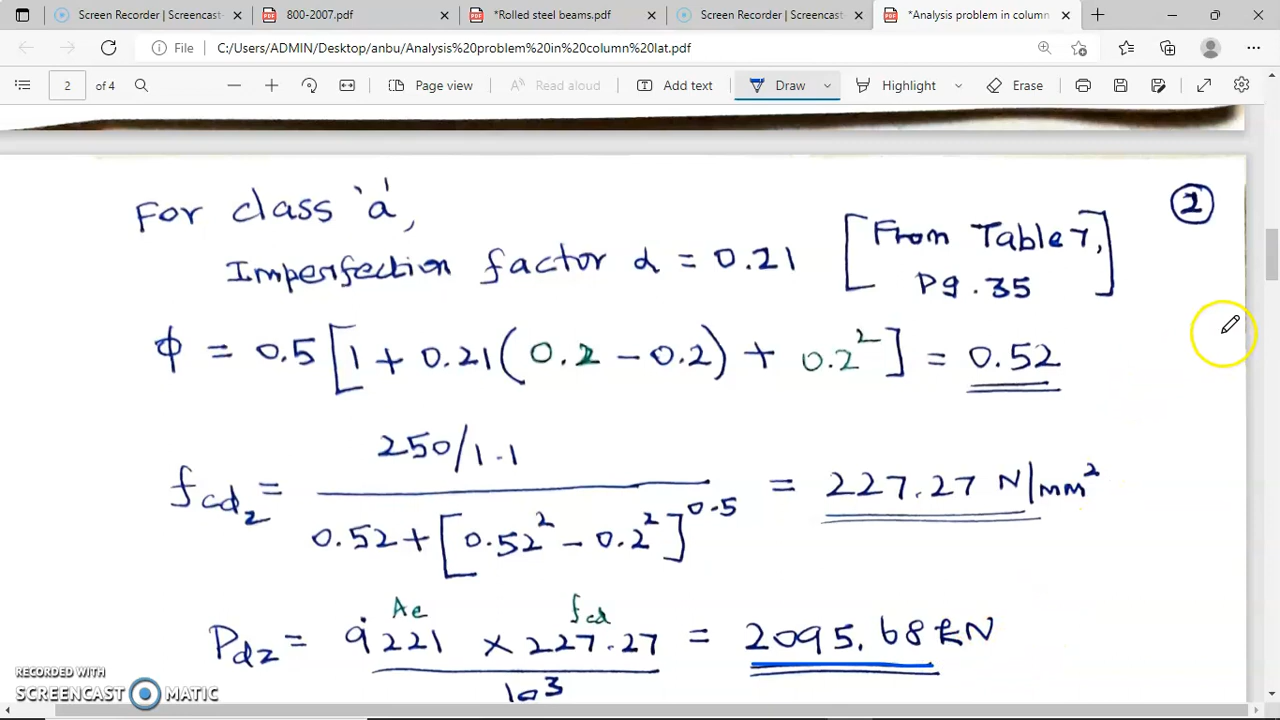 Screen Recorder | Screencast-
800-2007.pdf
*Rolled steel beams.pdf
Screen Recorder | Screencast-
*Analysis problem in column
File
C:/Users/ADMIN/Desktop/anbu/Analysis%20problem%20in%20column%20lat.pdf
2 of 4
Page view
Read aloud
Add text
Draw
Highlight
Erase
For class 'a',
2
Imperfection factor α = 0.21 [From Table 7, Pg. 35]
φ = 0.5 [1 + 0.21 (0.2 - 0.2) + 0.2²] = 0.52
250/1.1
fcdz = = 227.27 N/mm²
0.52 + [0.52² - 0.2²]^0.5
Ae fcd
Pdz = 9221 × 227.27 = 2095.68 kN
10³
RECORDED WITH
SCREENCAST MATIC